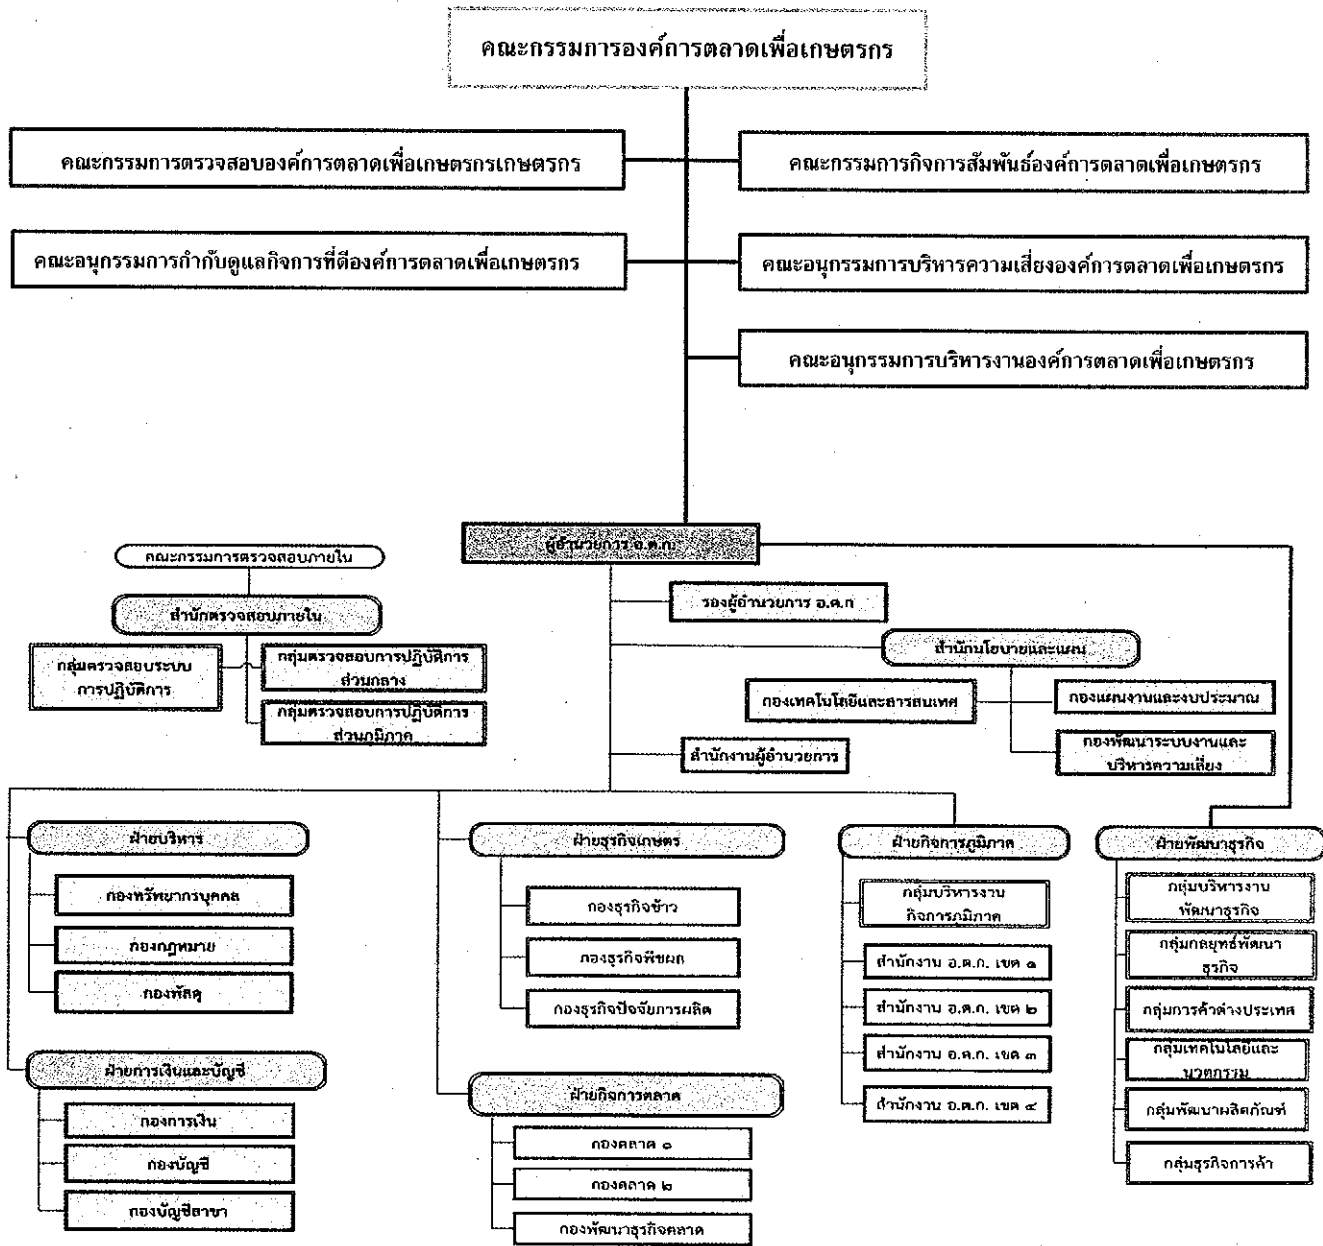 คณะกรรมการองค์การตลาดเพื่อเกษตรกร
คณะกรรมการตรวจสอบองค์การตลาดเพื่อเกษตรกรเกษตรกร
คณะกรรมการกิจการสัมพันธ์องค์การตลาดเพื่อเกษตรกร
คณะอนุกรรมการกำกับดูแลกิจการที่ดีองค์การตลาดเพื่อเกษตรกร
คณะอนุกรรมการบริหารความเสี่ยงองค์การตลาดเพื่อเกษตรกร
คณะอนุกรรมการบริหารงานองค์การตลาดเพื่อเกษตรกร
ผู้อำนวยการ อ.ต.ก.
คณะกรรมการตรวจสอบภายใน
สำนักตรวจสอบภายใน
กลุ่มตรวจสอบระบบ
การปฏิบัติการ
กลุ่มตรวจสอบการปฏิบัติการ
ส่วนกลาง
กลุ่มตรวจสอบการปฏิบัติการ
ส่วนภูมิภาค
รองผู้อำนวยการ อ.ต.ก
สำนักนโยบายและแผน
กองเทคโนโลยีและสารสนเทศ
กองแผนงานและงบประมาณ
กองพัฒนาระบบงานและ
บริหารความเสี่ยง
สำนักงานผู้อำนวยการ
ฝ่ายบริหาร
กองทรัพยากรบุคคล
กองกฎหมาย
กองพัสดุ
ฝ่ายการเงินและบัญชี
กองการเงิน
กองบัญชี
กองบัญชีสาขา
ฝ่ายธุรกิจเกษตร
กองธุรกิจข้าว
กองธุรกิจพืชผล
กองธุรกิจปัจจัยการผลิต
ฝ่ายกิจการตลาด
กองตลาด ๑
กองตลาด ๒
กองพัฒนาธุรกิจตลาด
ฝ่ายกิจการภูมิภาค
กลุ่มบริหารงาน
กิจการภูมิภาค
สำนักงาน อ.ต.ก. เขต ๑
สำนักงาน อ.ต.ก. เขต ๒
สำนักงาน อ.ต.ก. เขต ๓
สำนักงาน อ.ต.ก. เขต ๔
ฝ่ายพัฒนาธุรกิจ
กลุ่มบริหารงาน
พัฒนาธุรกิจ
กลุ่มกลยุทธ์พัฒนา
ธุรกิจ
กลุ่มการค้าต่างประเทศ
กลุ่มเทคโนโลยีและ
นวตกรรม
กลุ่มพัฒนาผลิตภัณฑ์
กลุ่มธุรกิจการค้า